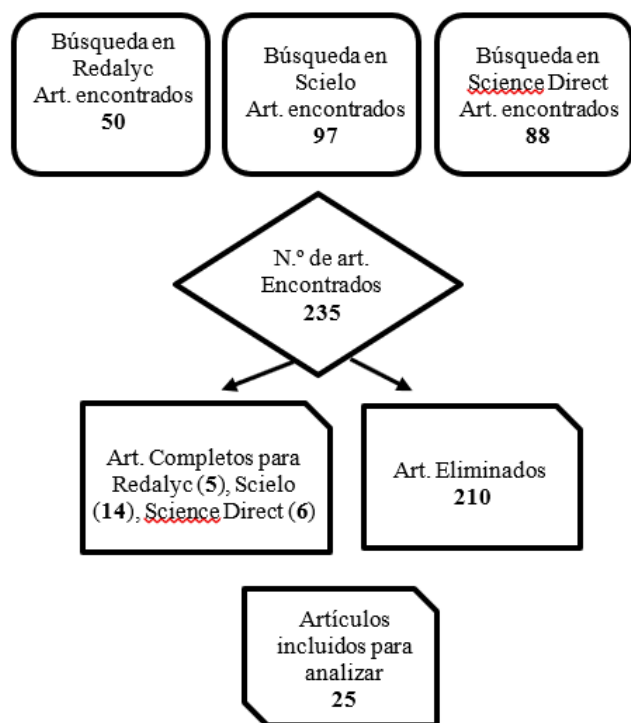 Búsqueda en
Redalyc
Art. encontrados
50
Búsqueda en
Scielo
Art. encontrados
97
Búsqueda en
Science Direct
Art. encontrados
88
N.º de art.
Encontrados
235
Art. Completos para
Redalyc (5), Scielo
(14), Science Direct (6)
Art. Eliminados
210
Artículos
incluidos para
analizar
25